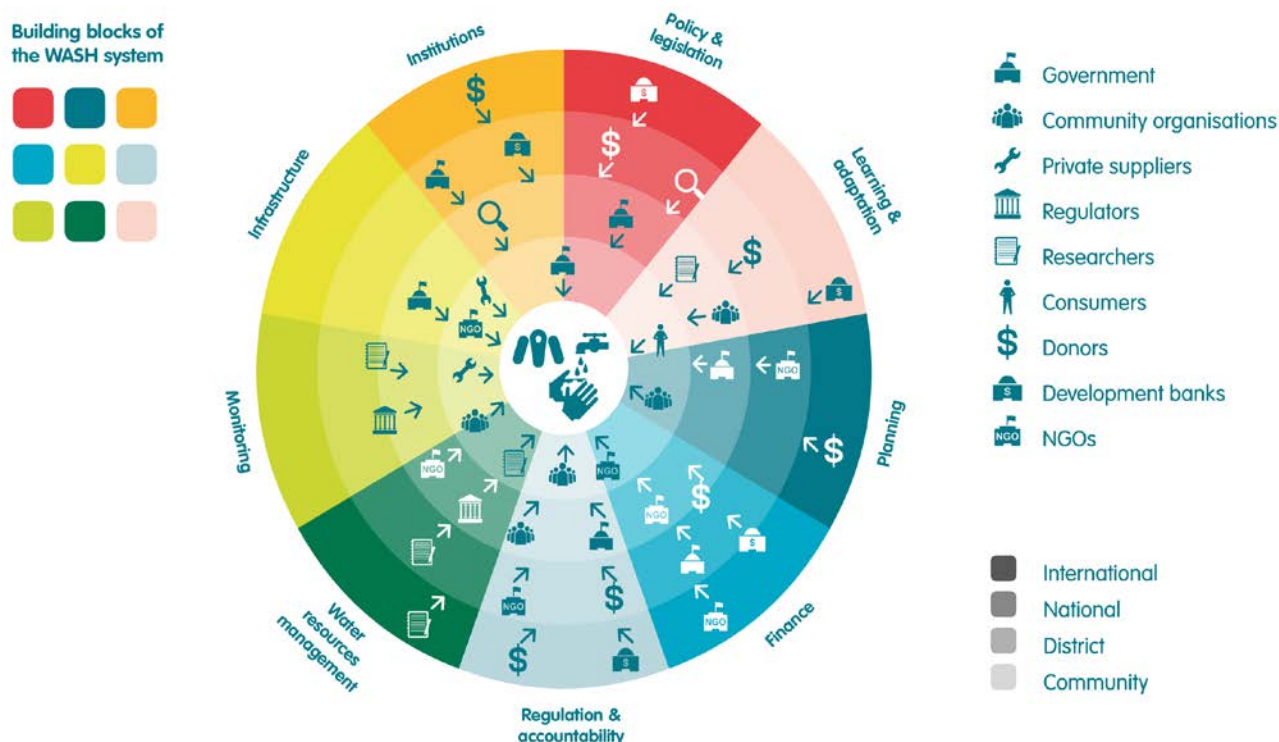 Building blocks of
the WASH system
Institutions
Policy &
legislation
Learning &
adaptation
Planning
Finance
Regulation &
accountability
Water
resources
management
Monitoring
Infrastructure
$
$
$
$
$
NGO
NGO
$
NGO
$
NGO
NGO
$
$
NGO
$
NGO
$
$
Government
Community organisations
Private suppliers
Regulators
Researchers
Consumers
$ Donors
$ Development banks
NGO NGOs
International
National
District
Community